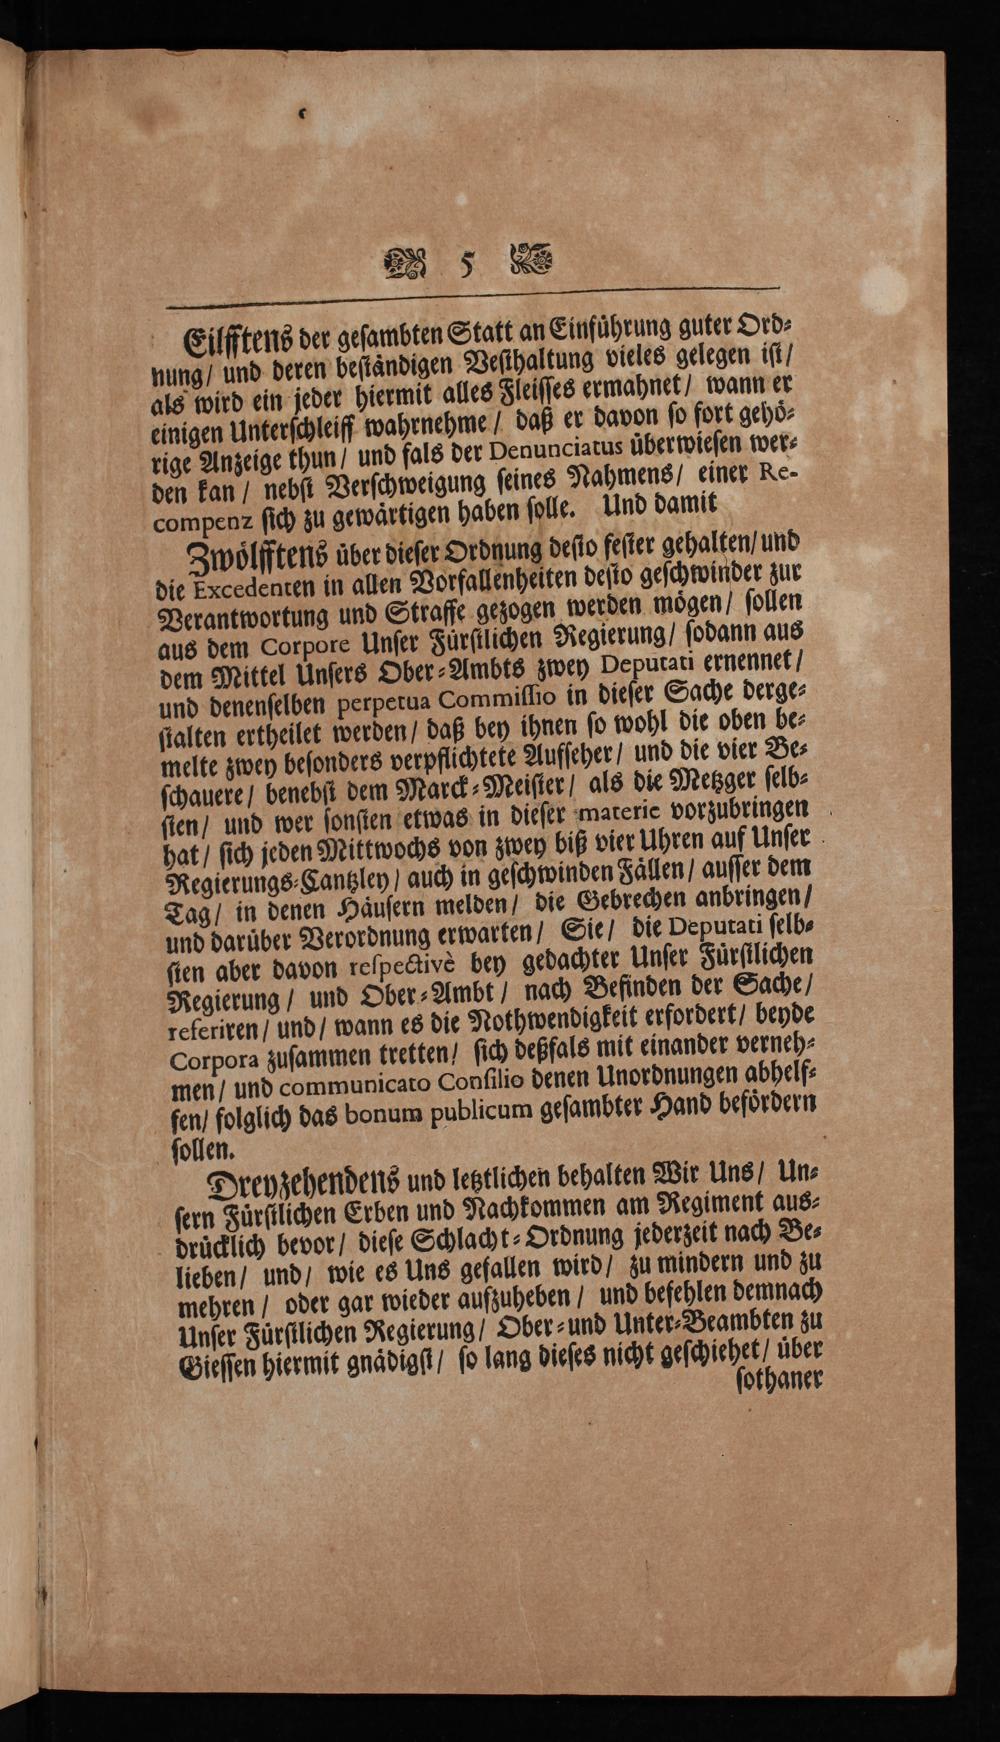 5
Eilfftens der gesambten Statt an Einführung guter Ord⸗
nung/ und deren beständigen Vesthaltung vieles gelegen ist/
als wird ein jeder hiermit alles Fleisses ermahnet/ wann er
einigen Unterschleiff wahrnehme/ daß er davon so fort gehö⸗
rige Anzeige thun/ und fals der Denunciatus überwiesen wer⸗
den kan/ nebst Verschweigung seines Nahmens/ einer Re-
compenz sich zu gewärtigen haben solle. Und damit
Zwölfftens über dieser Ordnung desto fester gehalten/ und
die Excedenten in allen Vorfallenheiten desto geschwinder zur
Verantwortung und Straffe gezogen werden mögen/ sollen
aus dem Corpore Unser Fürstlichen Regierung/ sodann aus
dem Mittel Unsers Ober⸗Ambts zwey Deputati ernennet/
und denenselben perpetua Commissio in dieser Sache derge⸗
stalten ertheilet werden/ daß bey ihnen so wohl die oben be⸗
melte zwey besonders verpflichtete Aufseher/ und die vier Be⸗
schauere/ benebst dem Marck⸗Meister/ als die Metzger selb⸗
sten/ und wer sonsten etwas in dieser materie vorzubringen
hat/ sich jeden Mittwochs von zwey biß vier Uhren auf Unser
Regierungs⸗Cantzley/ auch in geschwinden Fällen/ ausser dem
Tag/ in denen Häusern melden/ die Gebrechen anbringen/
und darüber Verordnung erwarten/ Sie/ die Deputati selb⸗
sten aber davon respectivè bey gedachter Unser Fürstlichen
Regierung/ und Ober⸗Ambt/ nach Befinden der Sache/
referiren/ und/ wann es die Nothwendigkeit erfordert/ beyde
Corpora zusammen tretten/ sich deßfals mit einander verneh⸗
men/ und communicato Consilio denen Unordnungen abhelf⸗
fen/ folglich das bonum publicum gesambter Hand befördern
sollen.
Dreyzehendens und letztlichen behalten Wir Uns/ Un⸗
sern Fürstlichen Erben und Nachkommen am Regiment aus⸗
drücklich bevor/ diese Schlacht⸗Ordnung jederzeit nach Be⸗
lieben/ und/ wie es Uns gefallen wird/ zu mindern und zu
mehren/ oder gar wieder aufzuheben/ und befehlen demnach
Unser Fürstlichen Regierung/ Ober⸗und Unter⸗Beambten zu
Giessen hiermit gnädigst/ so lang dieses nicht geschiehet/ über
sothaner